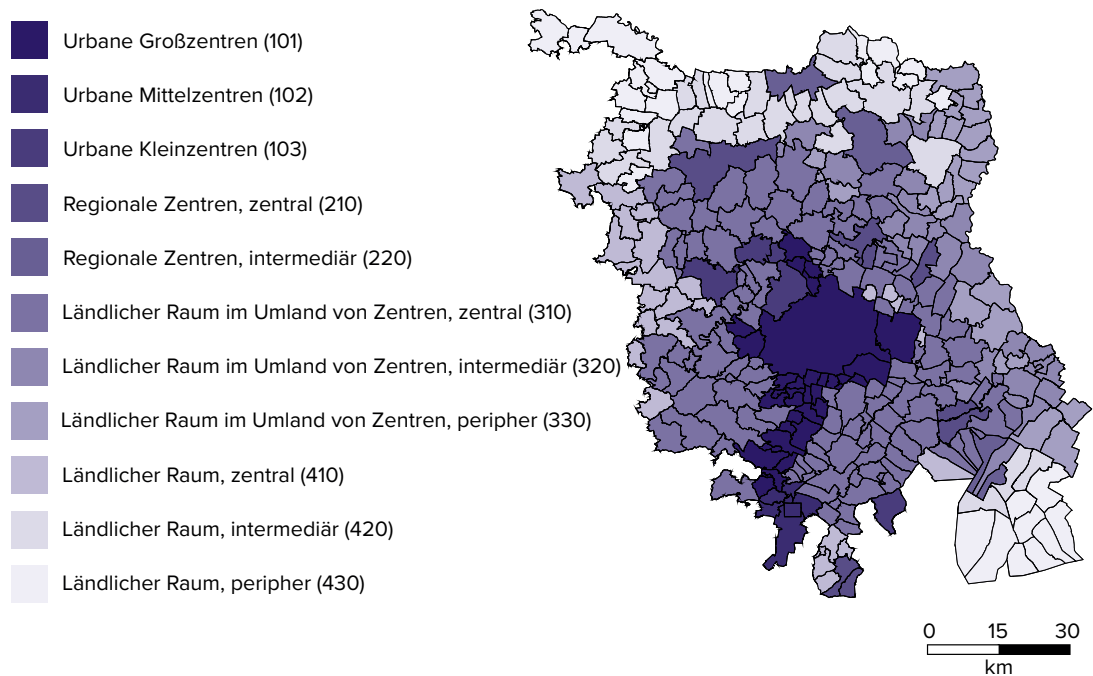 Urbane Großzentren (101)
Urbane Mittelzentren (102)
Urbane Kleinzentren (103)
Regionale Zentren, zentral (210)
Regionale Zentren, intermediär (220)
Ländlicher Raum im Umland von Zentren, zentral (310)
Ländlicher Raum im Umland von Zentren, intermediär (320)
Ländlicher Raum im Umland von Zentren, peripher (330)
Ländlicher Raum, zentral (410)
Ländlicher Raum, intermediär (420)
Ländlicher Raum, peripher (430)
0 15 30
km